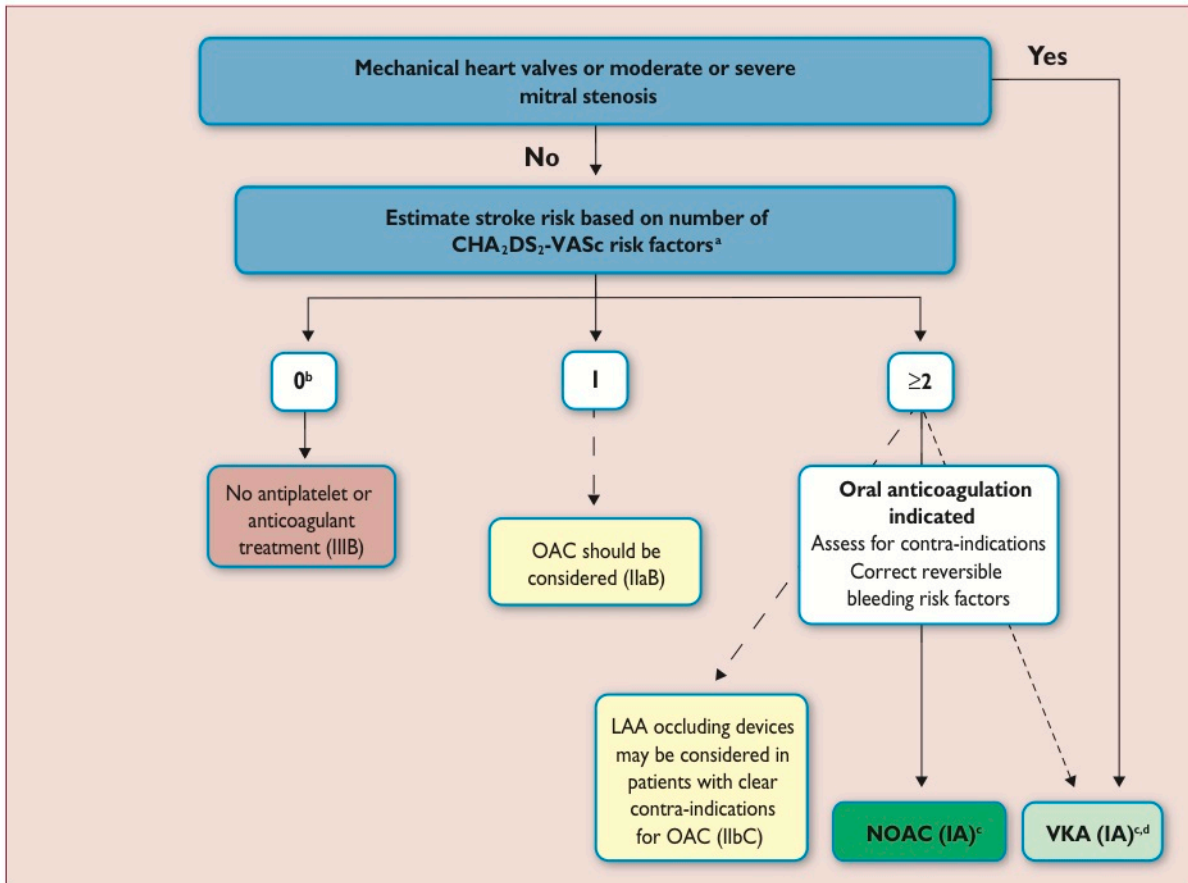 Mechanical heart valves or moderate or severe
mitral stenosis
Yes
No
Estimate stroke risk based on number of
CHA₂DS₂-VASc risk factorsᵃ
0ᵇ
1
≥2
No antiplatelet or
anticoagulant
treatment (IIIB)
OAC should be
considered (IIaB)
Oral anticoagulation
indicated
Assess for contra-indications
Correct reversible
bleeding risk factors
LAA occluding devices
may be considered in
patients with clear
contra-indications
for OAC (IIbC)
NOAC (IA)ᶜ
VKA (IA)ᶜ,ᵈ